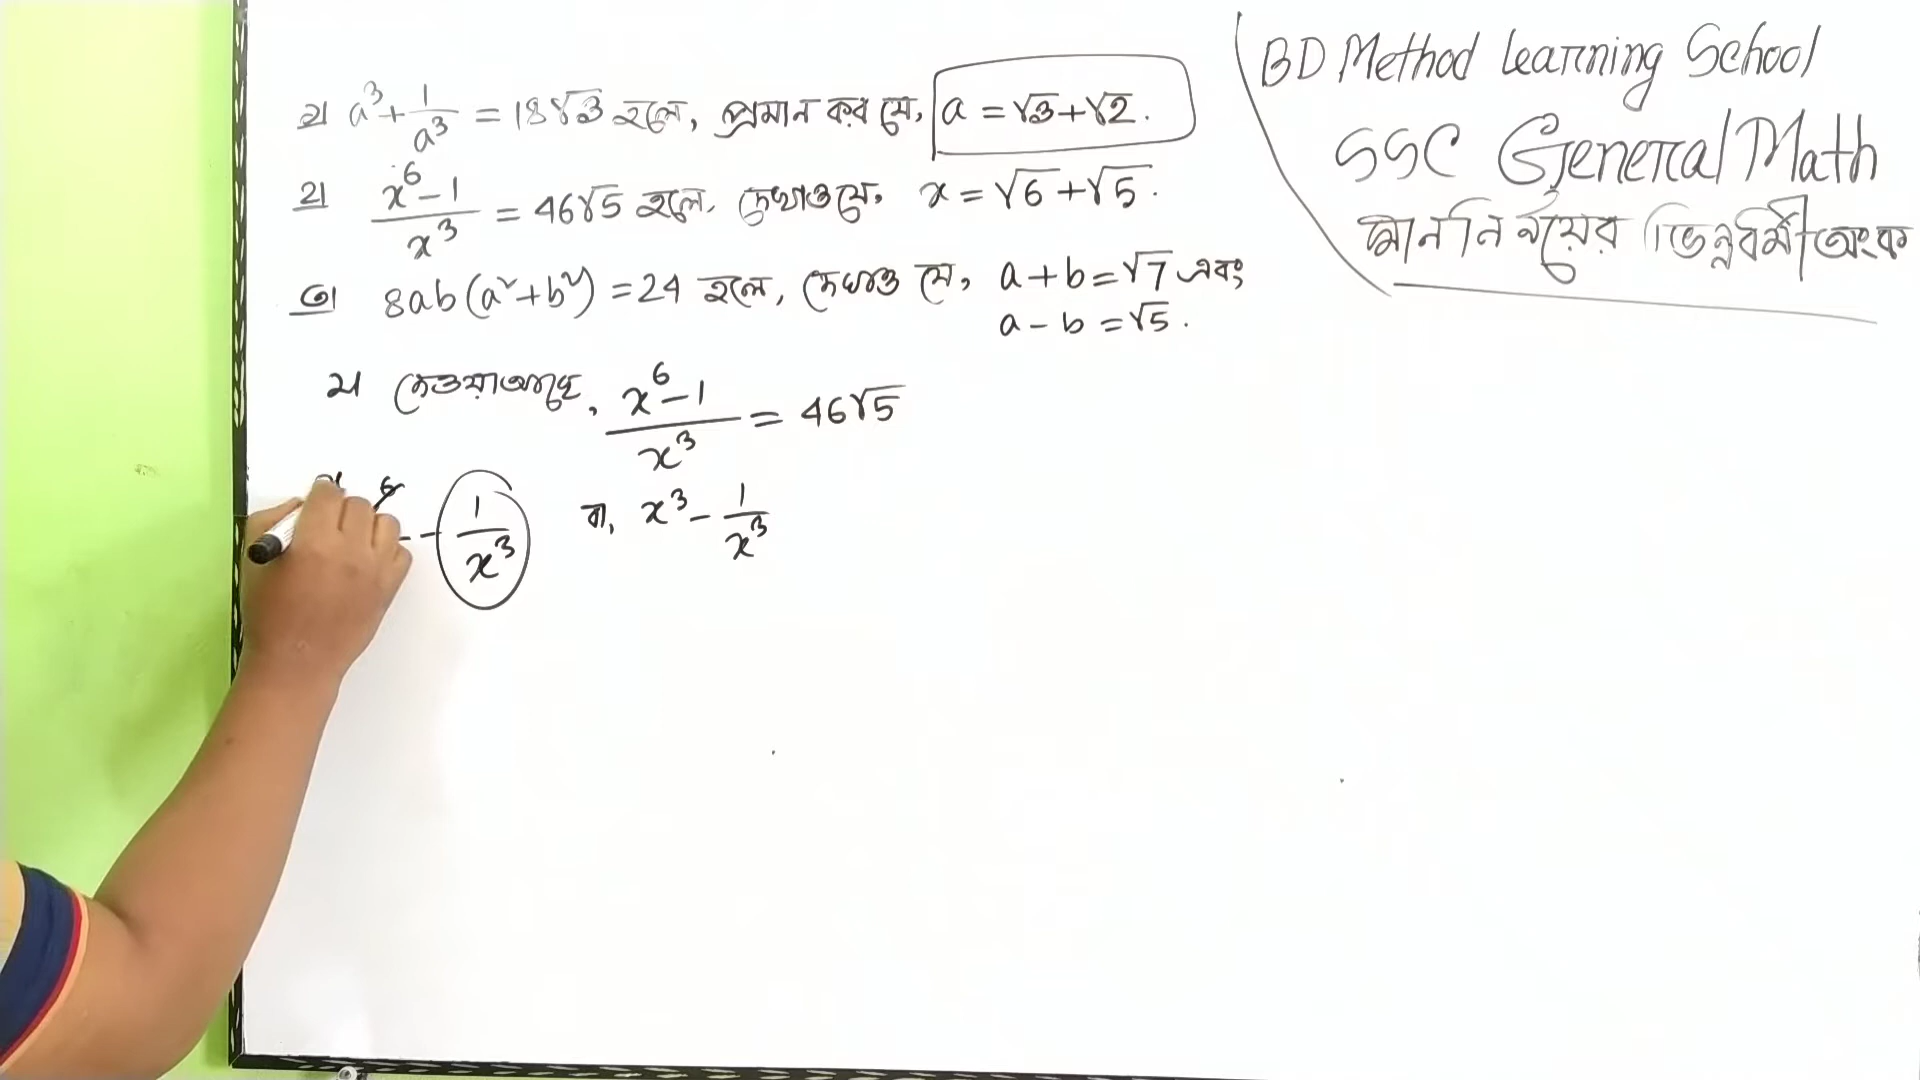 BD Method Learning School
SSC General Math
মান নির্ণয়ের ভিন্নধর্মী অংক
১। a³ + 1/a³ = 18√3 হলে, প্রমান কর যে, a = √3+√2.
২। (x⁶-1)/x³ = 46√5 হলে, দেখাও যে, x = √6+√5.
৩। 8ab(a²+b²) = 24 হলে, দেখাও যে, a+b = √7 এবং
a-b = √5.
২। দেওয়াআছে, (x⁶-1)/x³ = 46√5
- 1/x³
বা, x³ - 1/x³